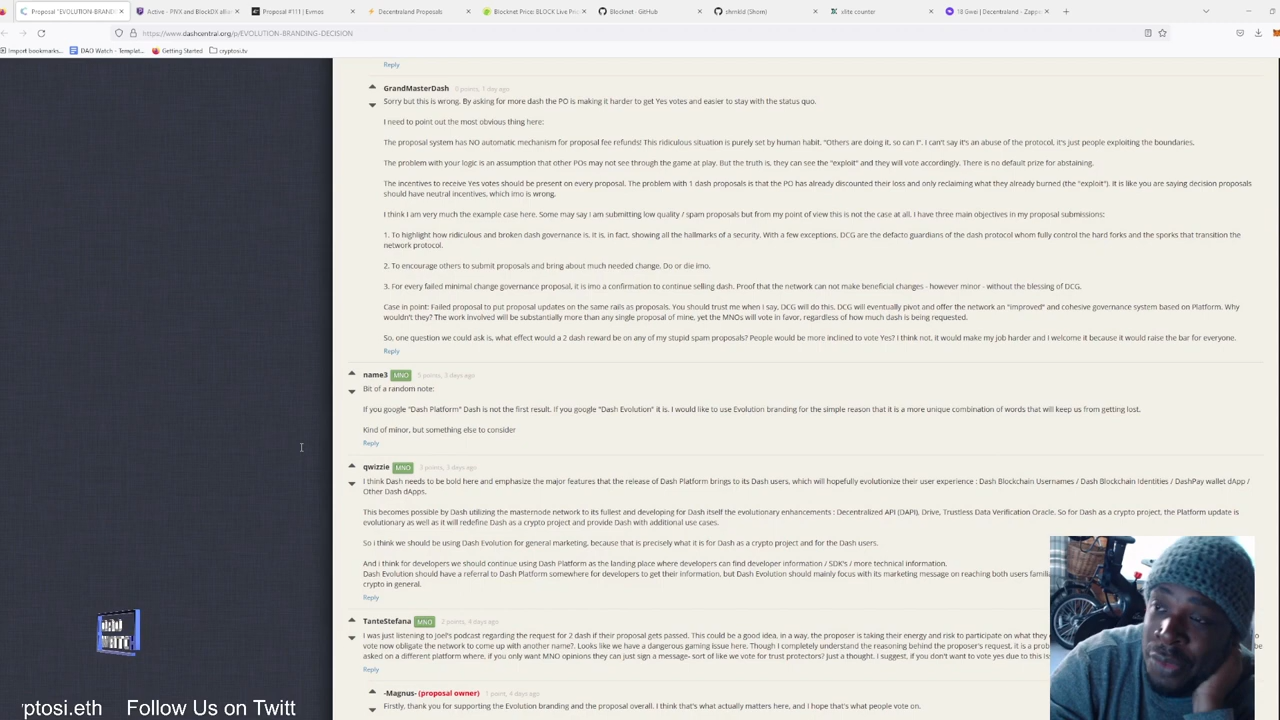 Proposal "EVOLUTION-BRAND
Active - PIVX and BlockDX allian
Proposal #111 | Evmos
Decentraland Proposals
Blocknet Price: BLOCK Live Pric
Blocknet · GitHub
shrnkld (Shom)
xlite counter
18 Gwei | Decentraland - Zappe
https://www.dashcentral.org/p/EVOLUTION-BRANDING-DECISION
Import bookmarks...
DAO Watch - Templat...
Getting Started
cryptosi.tv
Reply
GrandMasterDash 0 points, 1 day ago
Sorry but this is wrong. By asking for more dash the PO is making it harder to get Yes votes and easier to stay with the status quo.
I need to point out the most obvious thing here:
The proposal system has NO automatic mechanism for proposal fee refunds! This ridiculous situation is purely set by human habit. "Others are doing it, so can I". I can't say it's an abuse of the protocol, it's just people exploiting the boundaries.
The problem with your logic is an assumption that other POs may not see through the game at play. But the truth is, they can see the "exploit" and they will vote accordingly. There is no default prize for abstaining.
The incentives to receive Yes votes should be present on every proposal. The problem with 1 dash proposals is that the PO has already discounted their loss and only reclaiming what they already burned (the "exploit"). It is like you are saying decision proposals
should have neutral incentives, which imo is wrong.
I think I am very much the example case here. Some may say I am submitting low quality / spam proposals but from my point of view this is not the case at all. I have three main objectives in my proposal submissions:
1. To highlight how ridiculous and broken dash governance is. It is, in fact, showing all the hallmarks of a security. With a few exceptions, DCG are the defacto guardians of the dash protocol whom fully control the hard forks and the sporks that transition the
network protocol.
2. To encourage others to submit proposals and bring about much needed change. Do or die imo.
3. For every failed minimal change governance proposal, it is imo a confirmation to continue selling dash. Proof that the network can not make beneficial changes - however minor - without the blessing of DCG.
Case in point: Failed proposal to put proposal updates on the same rails as proposals. You should trust me when I say, DCG will do this. DCG will eventually pivot and offer the network an "improved" and cohesive governance system based on Platform. Why
wouldn't they? The work involved will be substantially more than any single proposal of mine, yet the MNOs will vote in favor, regardless of how much dash is being requested.
So, one question we could ask is, what effect would a 2 dash reward be on any of my stupid spam proposals? People would be more inclined to vote Yes? I think not, it would make my job harder and I welcome it because it would raise the bar for everyone.
Reply
name3 MNO 5 points, 3 days ago
Bit of a random note:
If you google "Dash Platform" Dash is not the first result. If you google "Dash Evolution" it is. I would like to use Evolution branding for the simple reason that it is a more unique combination of words that will keep us from getting lost.
Kind of minor, but something else to consider
Reply
qwizzie MNO 3 points, 3 days ago
I think Dash needs to be bold here and emphasize the major features that the release of Dash Platform brings to its Dash users, which will hopefully evolutionize their user experience : Dash Blockchain Usernames / Dash Blockchain Identities / DashPay wallet dApp /
Other Dash dApps.
This becomes possible by Dash utilizing the masternode network to its fullest and developing for Dash itself the evolutionary enhancements : Decentralized API (DAPI), Drive, Trustless Data Verification Oracle. So for Dash as a crypto project, the Platform update is
evolutionary as well as it will redefine Dash as a crypto project and provide Dash with additional use cases.
So i think we should be using Dash Evolution for general marketing, because that is precisely what it is for Dash as a crypto project and for the Dash users.
And i think for developers we should continue using Dash Platform as the landing place where developers can find developer information / SDK's / more technical information.
Dash Evolution should have a referral to Dash Platform somewhere for developers to get their information, but Dash Evolution should mainly focus with its marketing message on reaching both users famil
crypto in general.
Reply
TanteStefana MNO 2 points, 4 days ago
I was just listening to joel's podcast regarding the request for 2 dash if their proposal gets passed. This could be a good idea, in a way, the proposer is taking their energy and risk to participate on what they
vote now obligate the network to come up with another name?. Looks like we have a dangerous gaming issue here. Though I completely understand the reasoning behind the proposer's request, it is a pro
asked on a different platform where, if you only want MNO opinions they can just sign a message- sort of like we vote for trust protectors? Just a thought. I suggest, if you don't want to vote yes due to this is
Reply
-Magnus- (proposal owner) 1 point, 4 days ago
Firstly, thank you for supporting the Evolution branding and the proposal overall. I think that's what actually matters here, and I hope that's what people vote on.
yptosi.eth Follow Us on Twitt